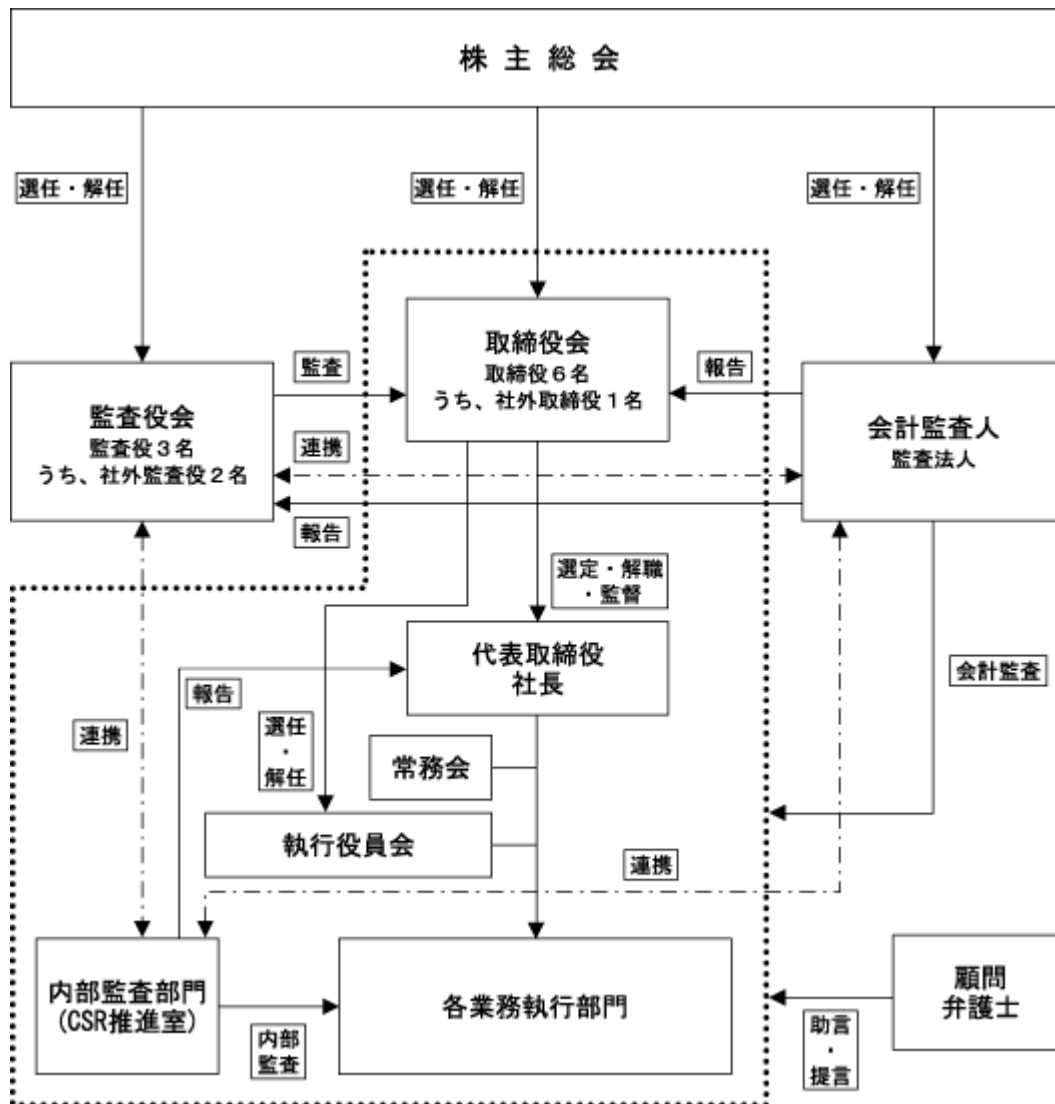 株主総会
選任・解任
選任・解任
選任・解任
取締役会
取締役６名
うち、社外取締役１名
監査
報告
監査役会
監査役３名
うち、社外監査役２名
会計監査人
監査法人
連携
報告
選定・解職
・監督
代表取締役
社長
報告
会計監査
連携
選任
・
解任
常務会
執行役員会
連携
内部監査部門
(CSR推進室)
各業務執行部門
顧問
弁護士
内部
監査
助言
・
提言